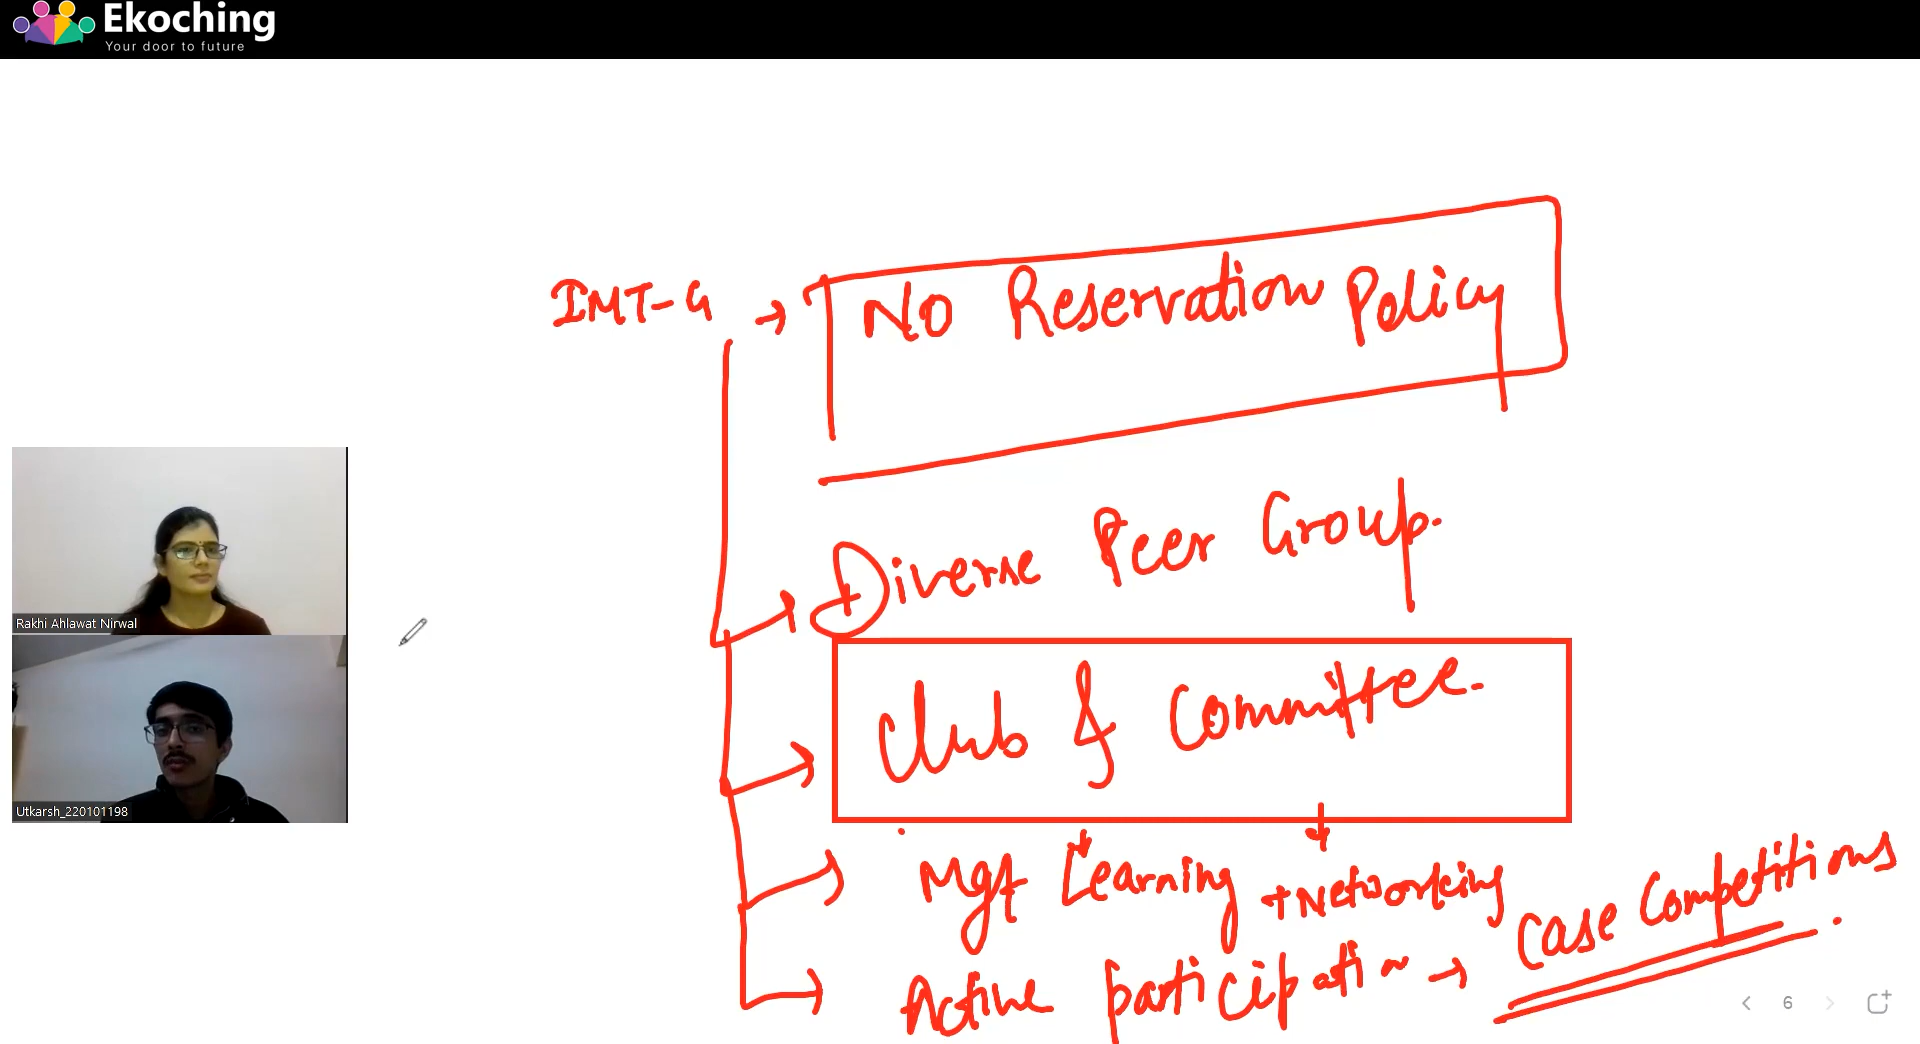 Ekoching
Your door to future
IMT-G → No Reservation Policy
Diverse Peer Group.
Club & Committee.
Mgt Learning + Networking
Active participation → Case Competitions
Rakhi Ahlawat Nirwal
Utkarsh_220101198
6